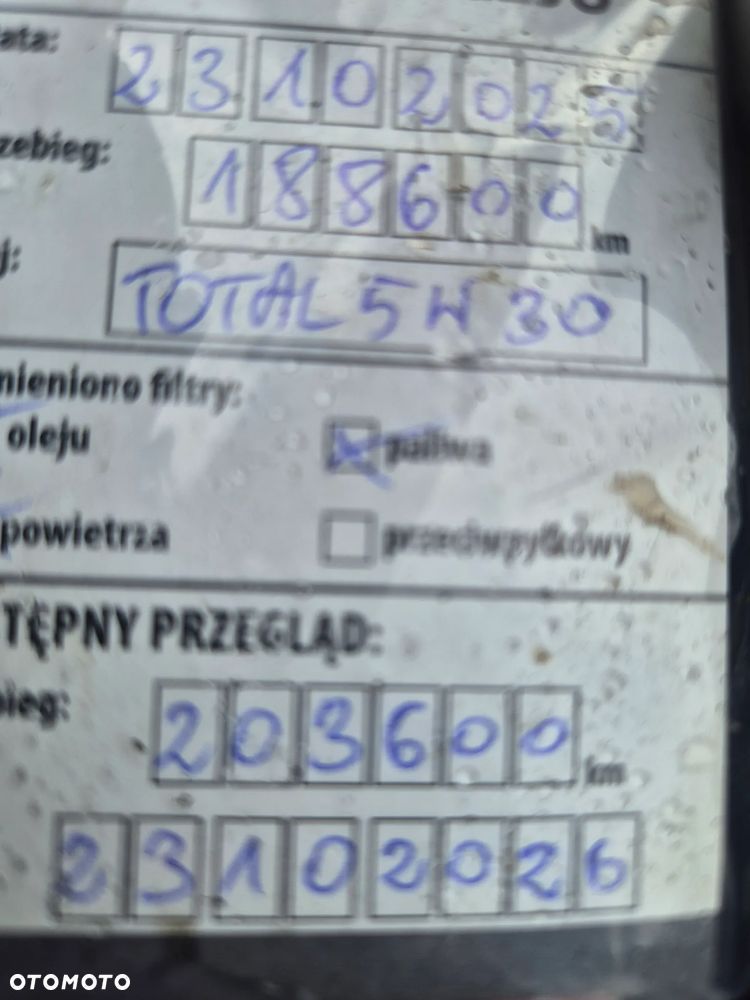 ata: 23102025
zebieg: 188600 km
j: TOTAL 5W30
mieniono filtry:
oleju paliwa
powietrza przeciwpyłkowy
TĘPNY PRZEGLĄD:
bieg: 203600 km
23102026
OTOMOTO